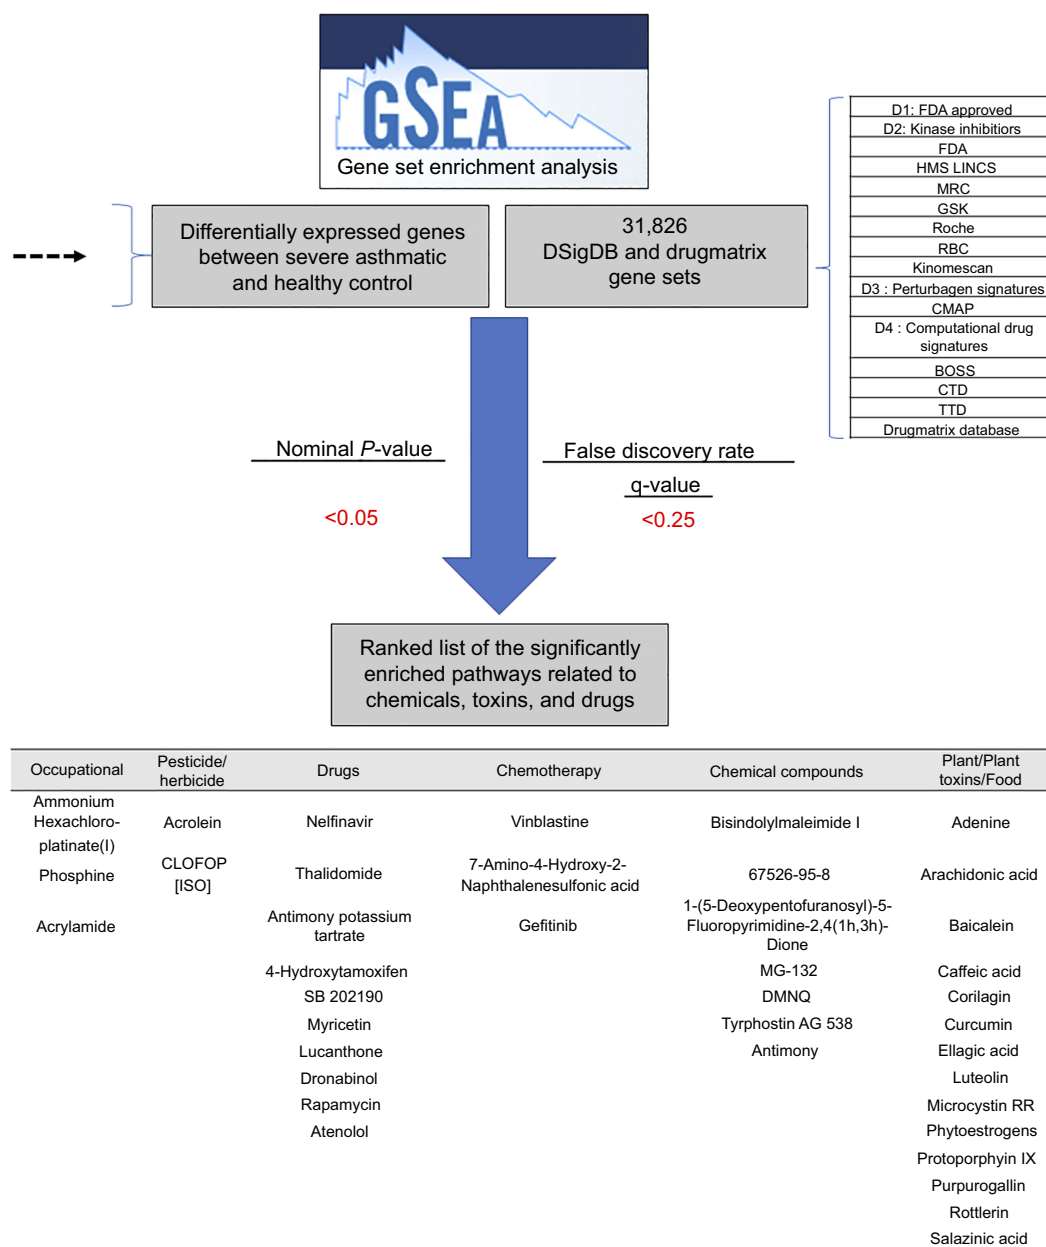 GSEA
Gene set enrichment analysis
Differentially expressed genes
between severe asthmatic
and healthy control
31,826
DSigDB and drugmatrix
gene sets
D1: FDA approved
D2: Kinase inhibitiors
FDA
HMS LINCS
MRC
GSK
Roche
RBC
Kinomescan
D3 : Perturbagen signatures
CMAP
D4 : Computational drug
signatures
BOSS
CTD
TTD
Drugmatrix database
Nominal P-value
<0.05
False discovery rate
q-value
<0.25
Ranked list of the significantly
enriched pathways related to
chemicals, toxins, and drugs
Occupational
Pesticide/
herbicide
Drugs
Chemotherapy
Chemical compounds
Plant/Plant
toxins/Food
Ammonium
Hexachloro-
platinate(I)
Acrolein
Nelfinavir
Vinblastine
Bisindolylmaleimide I
Adenine
Phosphine
CLOFOP
[ISO]
Thalidomide
7-Amino-4-Hydroxy-2-
Naphthalenesulfonic acid
67526-95-8
Arachidonic acid
Acrylamide
Antimony potassium
tartrate
Gefitinib
1-(5-Deoxypentofuranosyl)-5-
Fluoropyrimidine-2,4(1h,3h)-
Dione
Baicalein
4-Hydroxytamoxifen
MG-132
Caffeic acid
SB 202190
DMNQ
Corilagin
Myricetin
Tyrphostin AG 538
Curcumin
Lucanthone
Antimony
Ellagic acid
Dronabinol
Luteolin
Rapamycin
Microcystin RR
Atenolol
Phytoestrogens
Protoporphyin IX
Purpurogallin
Rottlerin
Salazinic acid